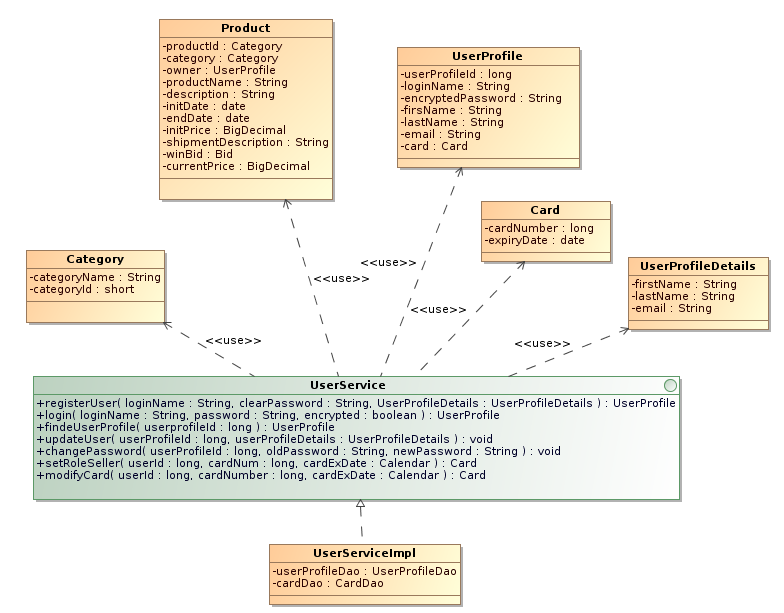 Product
-productId : Category
-category : Category
-owner : UserProfile
-productName : String
-description : String
-initDate : date
-endDate : date
-initPrice : BigDecimal
-shipmentDescription : String
-winBid : Bid
-currentPrice : BigDecimal
UserProfile
-userProfileId : long
-loginName : String
-encryptedPassword : String
-firsName : String
-lastName : String
-email : String
-card : Card
Card
-cardNumber : long
-expiryDate : date
Category
-categoryName : String
-categoryId : short
UserProfileDetails
-firstName : String
-lastName : String
-email : String
<<use>>
<<use>>
<<use>>
<<use>>
<<use>>
UserService
+registerUser( loginName : String, clearPassword : String, UserProfileDetails : UserProfileDetails ) : UserProfile
+login( loginName : String, password : String, encrypted : boolean ) : UserProfile
+findeUserProfile( userprofileId : long ) : UserProfile
+updateUser( userProfileId : long, userProfileDetails : UserProfileDetails ) : void
+changePassword( userProfileId : long, oldPassword : String, newPassword : String ) : void
+setRoleSeller( userId : long, cardNum : long, cardExDate : Calendar ) : Card
+modifyCard( userId : long, cardNumber : long, cardExDate : Calendar ) : Card
UserServiceImpl
-userProfileDao : UserProfileDao
-cardDao : CardDao